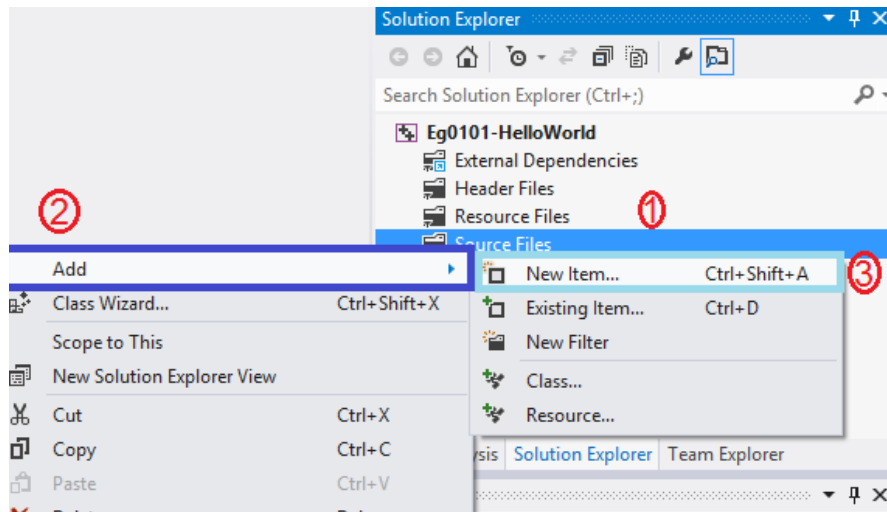 Solution Explorer
Search Solution Explorer (Ctrl+;)
Eg0101-HelloWorld
External Dependencies
Header Files
Resource Files
1
Source Files
2
Add
Class Wizard... Ctrl+Shift+X
Scope to This
New Solution Explorer View
Cut Ctrl+X
Copy Ctrl+C
Paste Ctrl+V
New Item... Ctrl+Shift+A
3
Existing Item... Ctrl+D
New Filter
Class...
Resource...
Solution Explorer Team Explorer